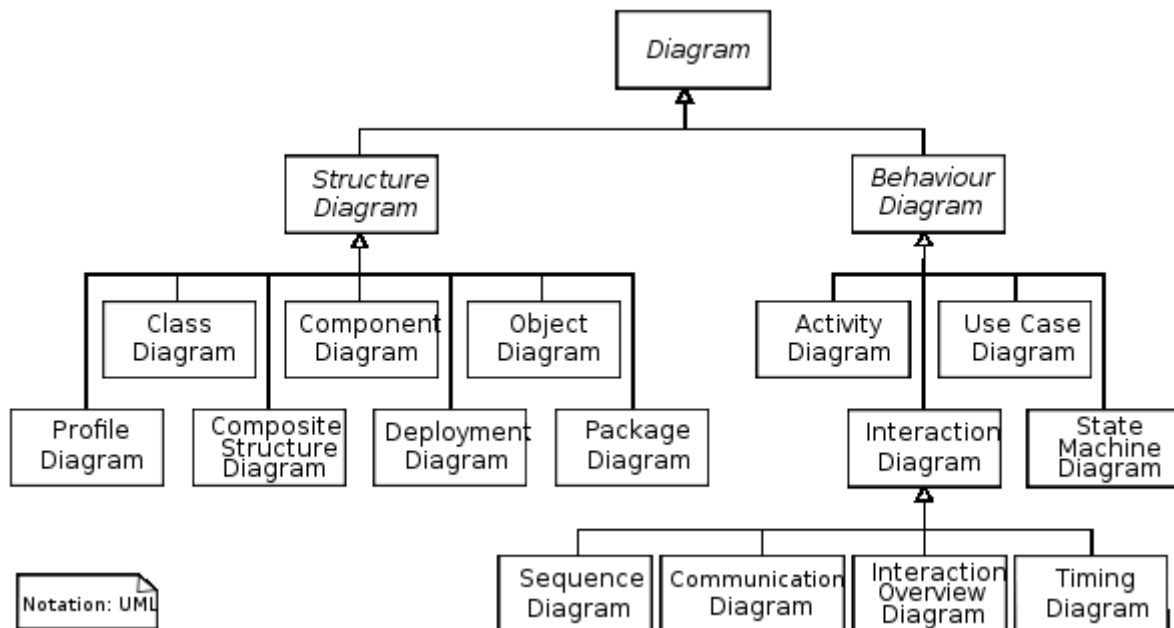 Diagram
Structure
Diagram
Behaviour
Diagram
Class
Diagram
Component
Diagram
Object
Diagram
Activity
Diagram
Use Case
Diagram
Profile
Diagram
Composite
Structure
Diagram
Deployment
Diagram
Package
Diagram
Interaction
Diagram
State
Machine
Diagram
Sequence
Diagram
Communication
Diagram
Interaction
Overview
Diagram
Timing
Diagram
Notation: UML